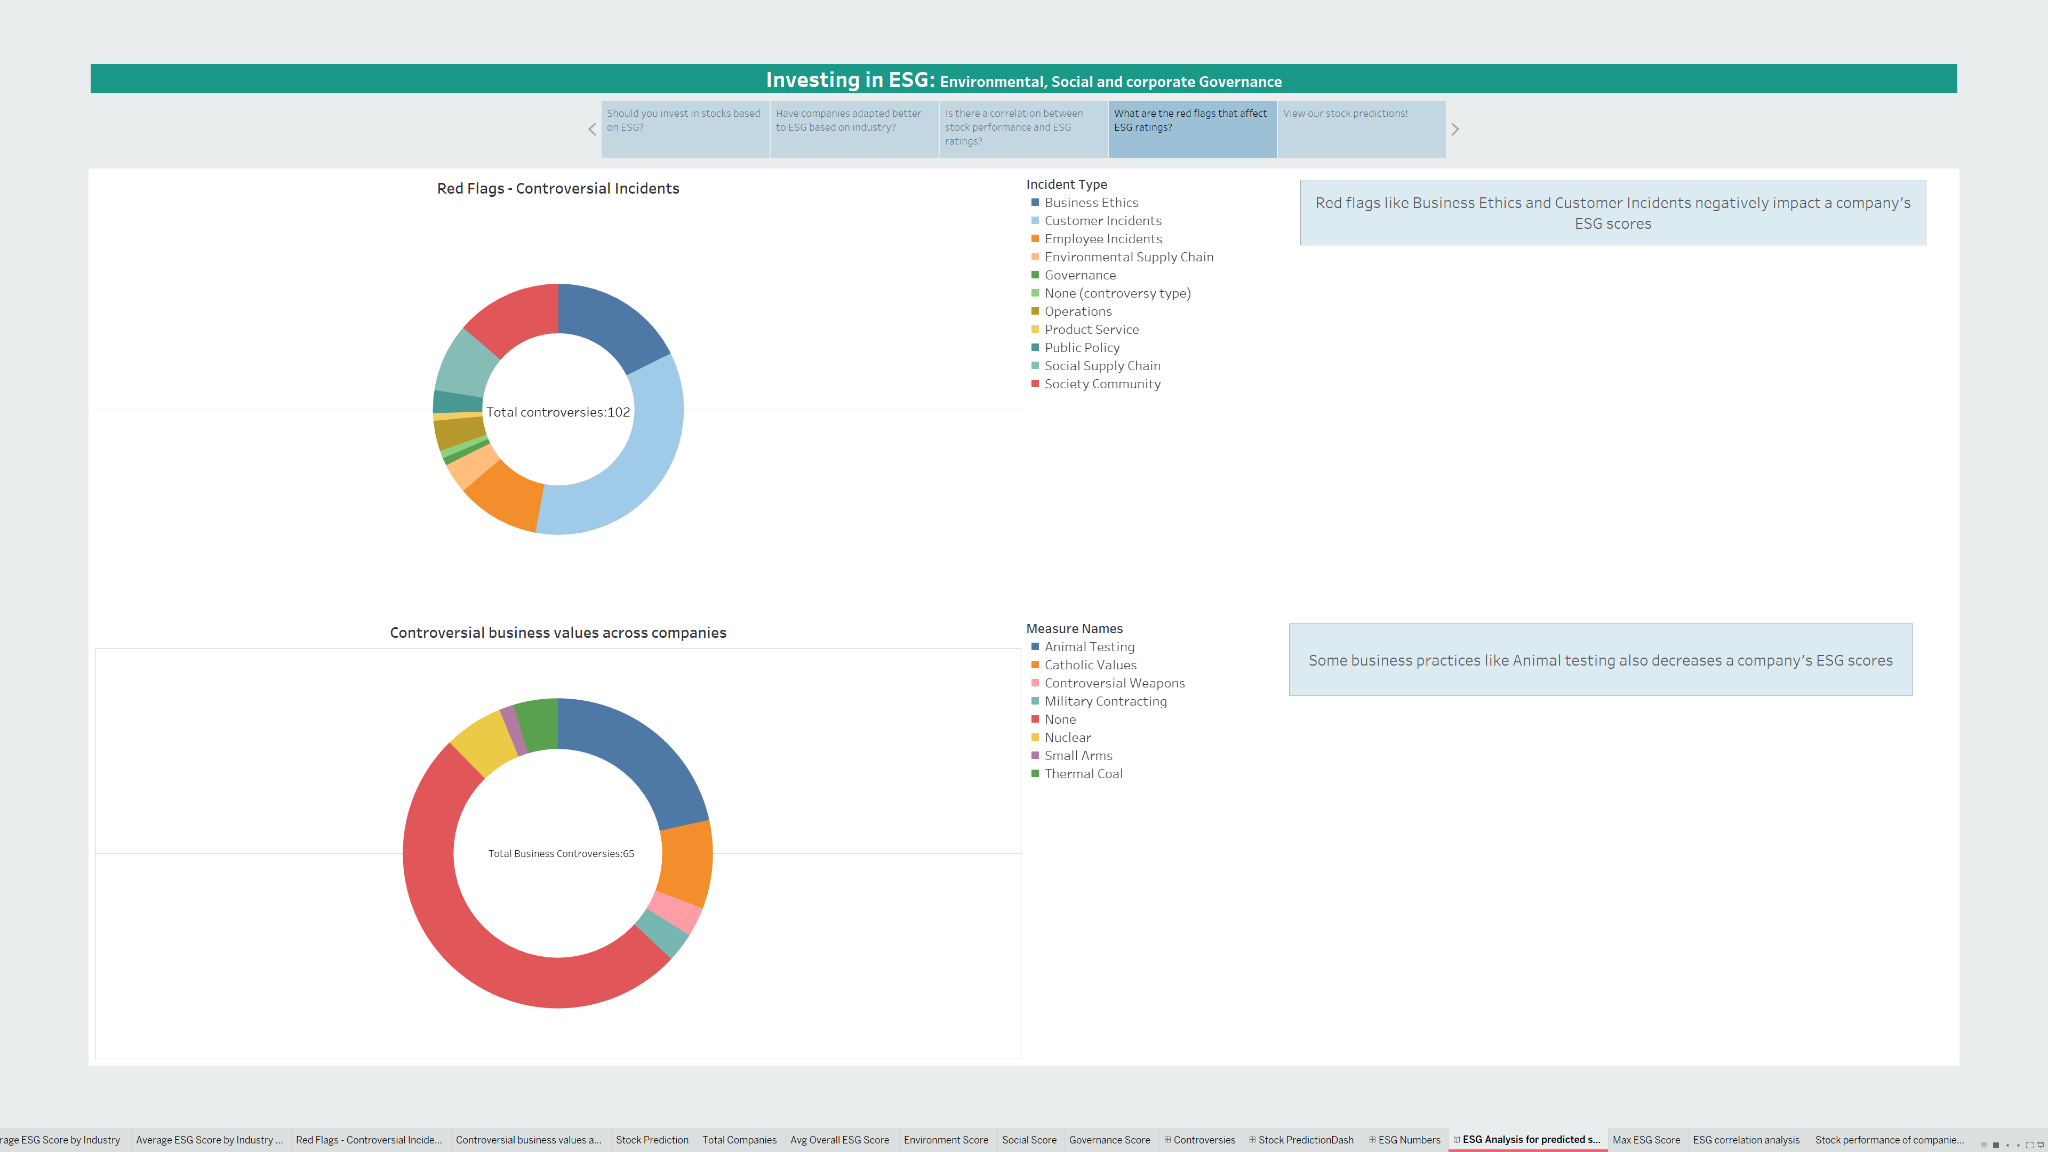 Investing in ESG: Environmental, Social and corporate Governance
Should you invest in stocks based
on ESG?
Have companies adapted better
to ESG based on industry?
Is there a correlation between
stock performance and ESG
ratings?
What are the red flags that affect
ESG ratings?
View our stock predictions!
Red Flags - Controversial Incidents
Total controversies:102
Incident Type
Business Ethics
Customer Incidents
Employee Incidents
Environmental Supply Chain
Governance
None (controversy type)
Operations
Product Service
Public Policy
Social Supply Chain
Society Community
Red flags like Business Ethics and Customer Incidents negatively impact a company's
ESG scores
Controversial business values across companies
Total Business Controversies:65
Measure Names
Animal Testing
Catholic Values
Controversial Weapons
Military Contracting
None
Nuclear
Small Arms
Thermal Coal
Some business practices like Animal testing also decreases a company's ESG scores
rage ESG Score by Industry
Average ESG Score by Industry ...
Red Flags - Controversial Incide...
Controversial business values a...
Stock Prediction
Total Companies
Avg Overall ESG Score
Environment Score
Social Score
Governance Score
Controversies
Stock PredictionDash
ESG Numbers
ESG Analysis for predicted s...
Max ESG Score
ESG correlation analysis
Stock performance of companie...